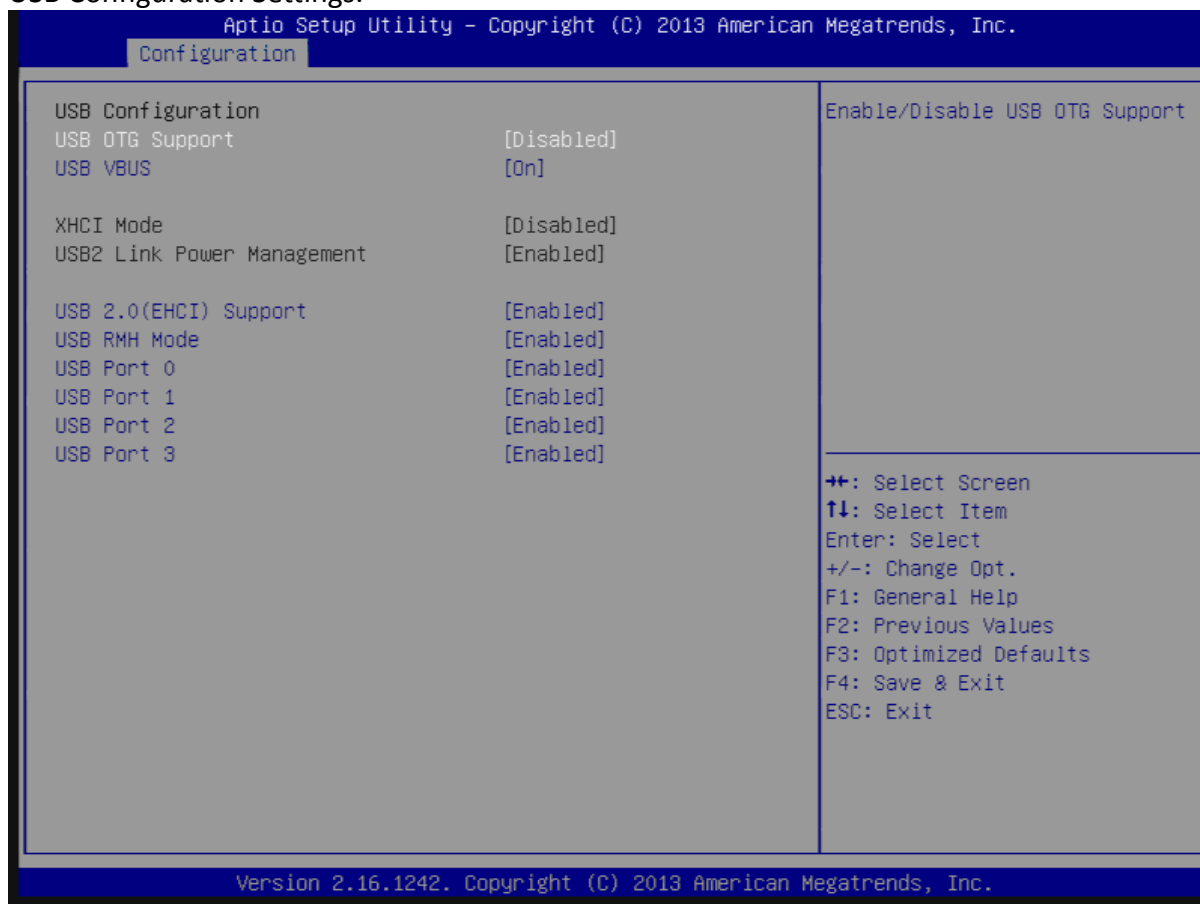 USB Configuration Settings.
Aptio Setup Utility – Copyright (C) 2013 American Megatrends, Inc.
Configuration
USB Configuration
USB OTG Support [Disabled]
USB VBUS [On]
XHCI Mode [Disabled]
USB2 Link Power Management [Enabled]
USB 2.0(EHCI) Support [Enabled]
USB RMH Mode [Enabled]
USB Port 0 [Enabled]
USB Port 1 [Enabled]
USB Port 2 [Enabled]
USB Port 3 [Enabled]
Enable/Disable USB OTG Support
→←: Select Screen
↑↓: Select Item
Enter: Select
+/-: Change Opt.
F1: General Help
F2: Previous Values
F3: Optimized Defaults
F4: Save & Exit
ESC: Exit
Version 2.16.1242. Copyright (C) 2013 American Megatrends, Inc.